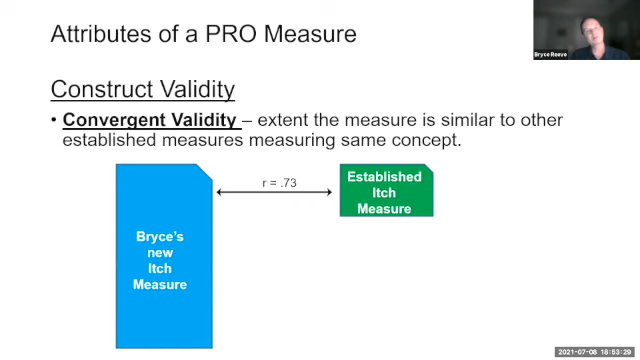 Attributes of a PRO Measure
Bryce Reeve
Construct Validity
• Convergent Validity – extent the measure is similar to other
established measures measuring same concept.
r = .73
Established
Itch
Measure
Bryce's
new
Itch
Measure
2021-07-08 18:53:29